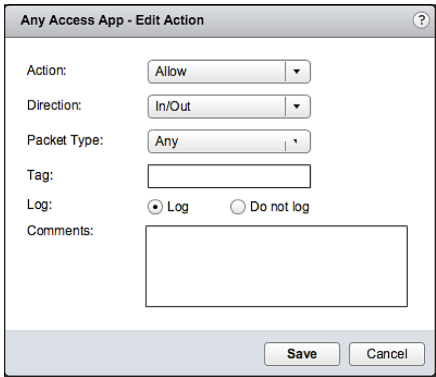 Any Access App - Edit Action ?
Action: Allow
Direction: In/Out
Packet Type: Any
Tag:
Log: Log Do not log
Comments:
Save Cancel